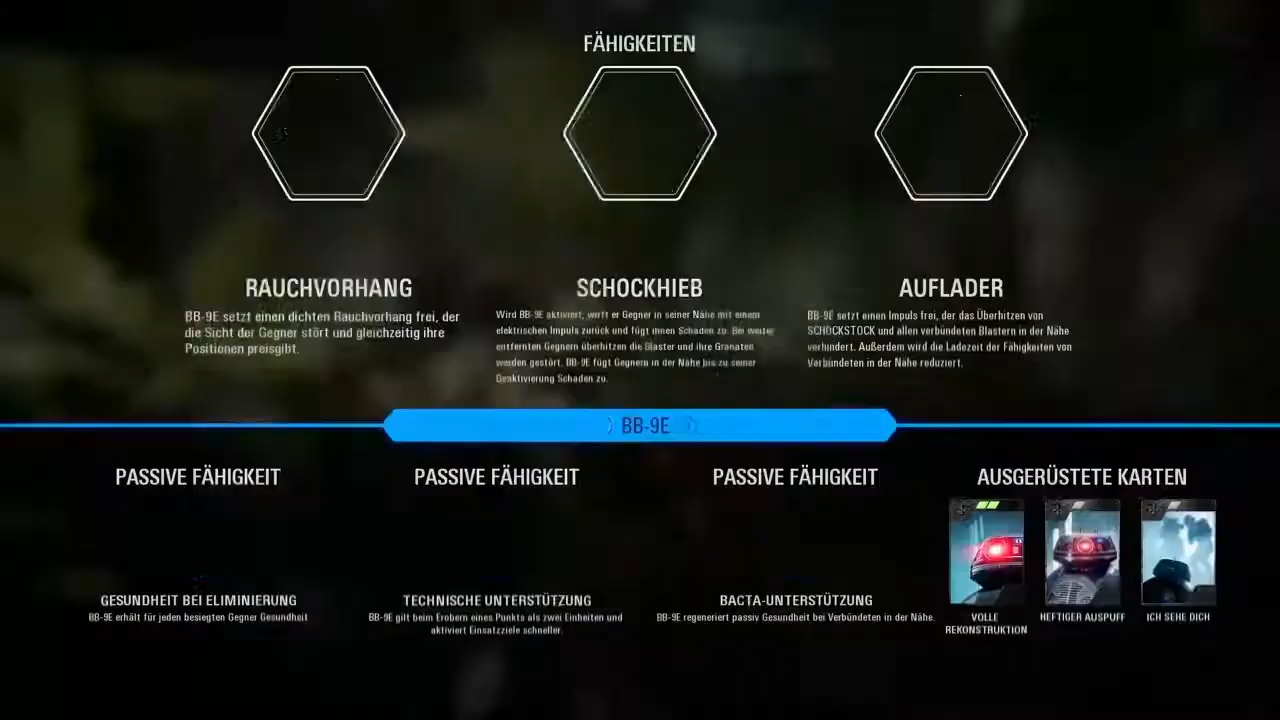 FÄHIGKEITEN
RAUCHVORHANG
BB-9E setzt einen dichten Rauchvorhang frei, der
die Sicht der Gegner stört und gleichzeitig ihre
Positionen preisgibt.
SCHOCKHIEB
Wird BB-9E aktiviert, wirft er Gegner in seiner Nähe mit einem
elektrischen Impuls zurück und fügt ihnen Schaden zu. Bei weiter
entfernten Gegnern überhitzen die Blaster und ihre Granaten
werden gestört. BB-9E fügt Gegnern in der Nähe bis zu seiner
Deaktivierung Schaden zu.
AUFLADER
BB-9E setzt einen Impuls frei, der das Überhitzen von
SCHOCKSTOCK und allen verbündeten Blastern in der Nähe
verhindert. Außerdem wird die Ladezeit der Fähigkeiten von
Verbündeten in der Nähe reduziert.
BB-9E
PASSIVE FÄHIGKEIT
GESUNDHEIT BEI ELIMINIERUNG
BB-9E erhält für jeden besiegten Gegner Gesundheit
PASSIVE FÄHIGKEIT
TECHNISCHE UNTERSTÜTZUNG
BB-9E gilt beim Erobern eines Punkts als zwei Einheiten und
aktiviert Einsatzziele schneller.
PASSIVE FÄHIGKEIT
BACTA-UNTERSTÜTZUNG
BB-9E regeneriert passiv Gesundheit bei Verbündeten in der Nähe.
AUSGERÜSTETE KARTEN
VOLLE
REKONSTRUKTION
HEFTIGER AUSPUFF
ICH SEHE DICH